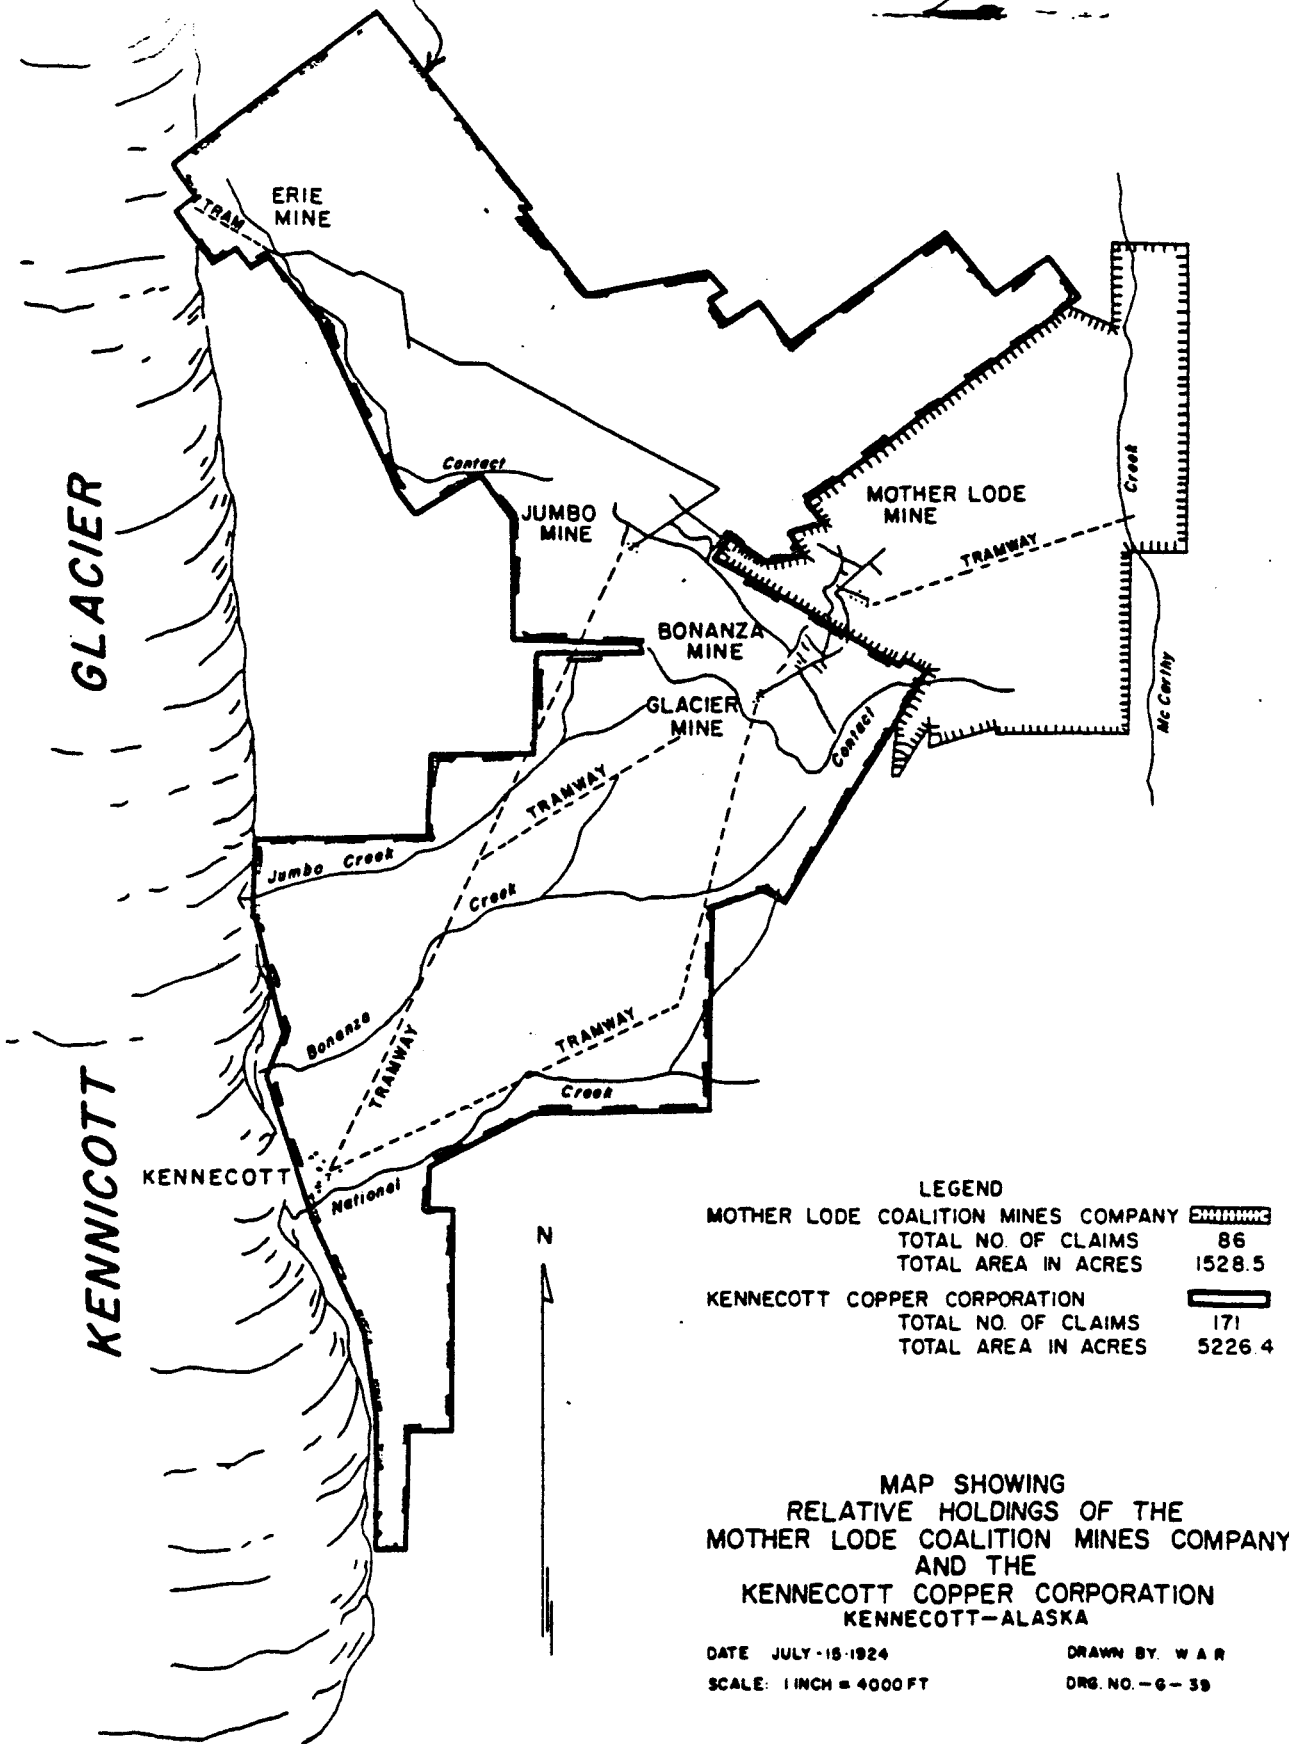 ERIE
MINE
TRAM
Contact
GLACIER
JUMBO
MINE
MOTHER LODE
MINE
Creek
TRAMWAY
BONANZA
MINE
GLACIER
MINE
Contact
Mc Carthy
TRAMWAY
Jumbo Creek
Creek
Bonanza
TRAMWAY
TRAMWAY
Creek
KENNICOTT
KENNECOTT
National
N
LEGEND
MOTHER LODE COALITION MINES COMPANY
TOTAL NO. OF CLAIMS 86
TOTAL AREA IN ACRES 1528.5
KENNECOTT COPPER CORPORATION
TOTAL NO. OF CLAIMS 171
TOTAL AREA IN ACRES 5226.4
MAP SHOWING
RELATIVE HOLDINGS OF THE
MOTHER LODE COALITION MINES COMPANY
AND THE
KENNECOTT COPPER CORPORATION
KENNECOTT-ALASKA
DATE JULY-15-1924 DRAWN BY. W A R
SCALE: 1 INCH = 4000 FT DRG. NO. - G - 39